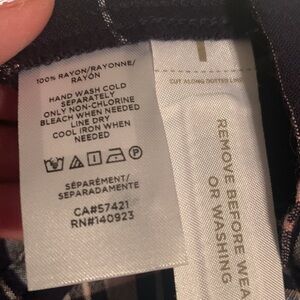 100% RAYON/RAYONNE/
RAYÓN
HAND WASH COLD
SEPARATELY
ONLY NON-CHLORINE
BLEACH WHEN NEEDED
LINE DRY
COOL IRON WHEN
NEEDED
SÉPARÉMENT/
SEPARADAMENTE
CA#57421
RN#140923
CUT ALONG DOTTED LINE
REMOVE BEFORE WEA
OR WASHING